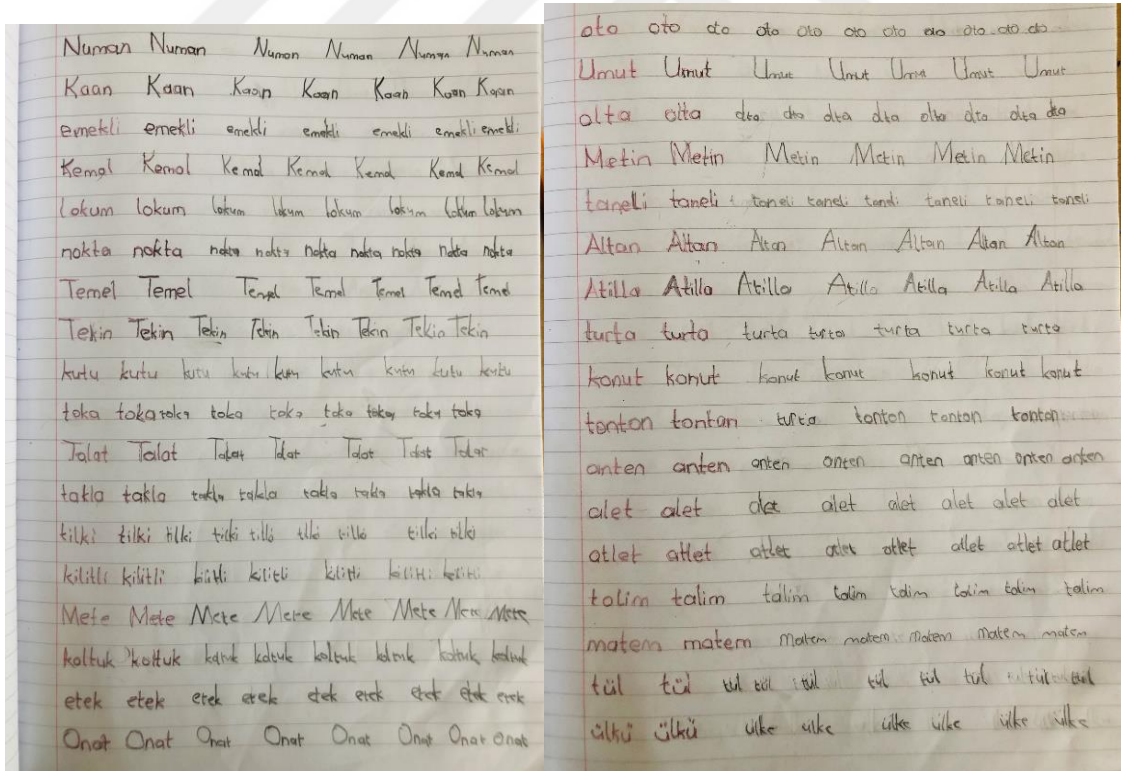 Numan Numan Numan Numan Numan Numan
Kaan Kaan Kaan Kaan Kaan Kaan Kaan
emekli emekli emekli emekli emekli emekli emekli
Kemal Kemal Kemal Kemal Kemal Kemal Kemal
lokum lokum lokum lokum lokum lokum lokum lokum
nokta nokta nokta nokta nokta nokta nokta nokta nokta
Temel Temel Temel Temel Temel Temel Temel
Tekin Tekin Tekin Tekin Tekin Tekin Tekin Tekin
kutu kutu kutu kutu kutu kutu kutu kutu kutu
toka toka toka toka toka toka toka toka toka
Talat Talat Talat Talat Talat Talat Talat
takla takla takla takla takla takla takla takla
tilki tilki tilki tilki tilki tilki tilki tilki tilki
kilitli kilitli kilitli kilitli kilitli kilitli kilitli
Mete Mete Mete Mete Mete Mete Mete Mete
koltuk koltuk koltuk koltuk koltuk koltuk koltuk
etek etek etek etek etek etek etek etek etek
Onat Onat Onat Onat Onat Onat Onat Onat
oto oto oto oto oto oto oto oto oto oto oto
Umut Umut Umut Umut Umut Umut Umut
olta olta olta olta olta olta olta olta olta olta
Metin Metin Metin Metin Metin Metin
taneli taneli taneli taneli taneli taneli taneli taneli
Altan Altan Altan Altan Altan Altan Altan
Atilla Atilla Atilla Atilla Atilla Atilla Atilla
turta turta turta turta turta turta turta
konut konut konut konut konut konut konut
tonton tontan turta tonton tonton tonton
anten anten anten anten anten anten anten anten
alet alet alet alet alet alet alet alet
atlet atlet atlet atlet atlet atlet atlet atlet
talim talim talim talim talim talim talim talim
matem matem matem matem matem matem matem
tül tül tül tül tül tül tül tül tül tül
ülkü ülkü ülke ülke ülke ülke ülke ülke